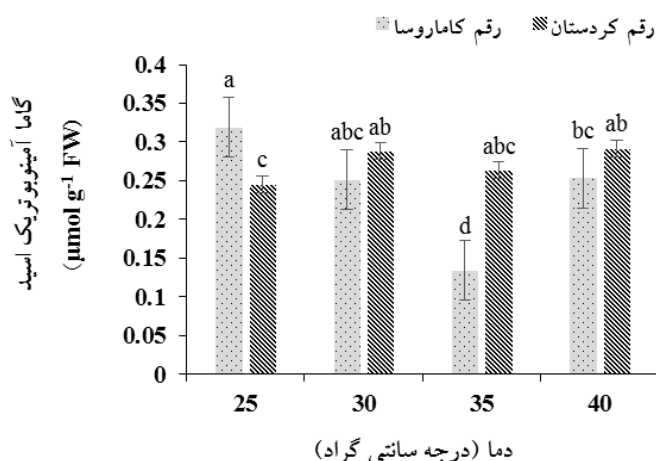 رقم کاماروسا
رقم کردستان
گاما آمینوبوتریک اسید
(µmol g⁻¹ FW)
0.4
0.35
0.3
0.25
0.2
0.15
0.1
0.05
0
a
c
abc
ab
d
abc
bc
ab
25
30
35
40
دما (درجه سانتی گراد)